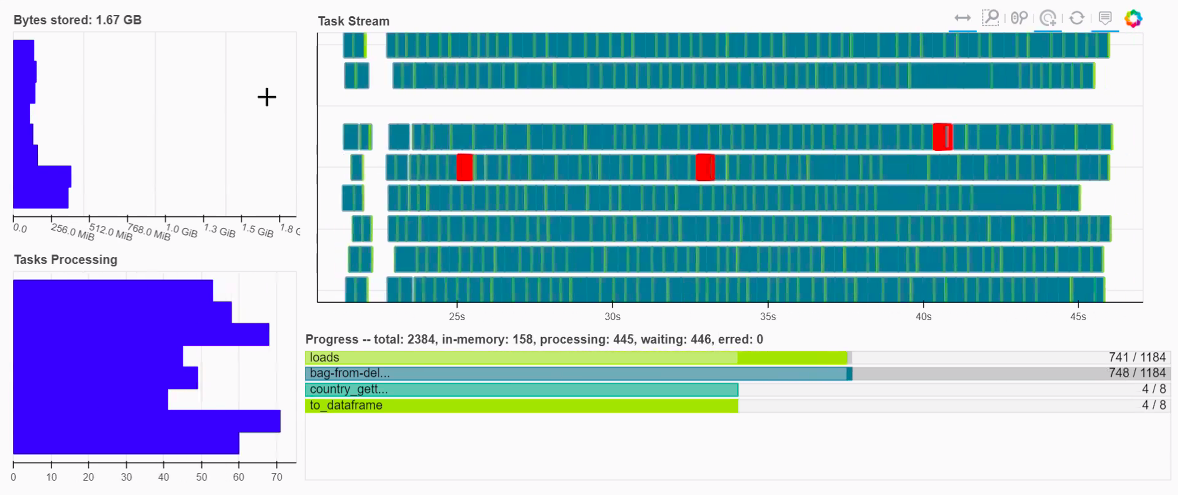 Bytes stored: 1.67 GB
0.0 256.0 MiB 512.0 MiB 768.0 MiB 1.0 GiB 1.3 GiB 1.5 GiB 1.8 G
Tasks Processing
0 10 20 30 40 50 60 70
Task Stream
25s 30s 35s 40s 45s
Progress -- total: 2384, in-memory: 158, processing: 445, waiting: 446, erred: 0
loads 741 / 1184
bag-from-del... 748 / 1184
country_gett... 4 / 8
to_dataframe 4 / 8